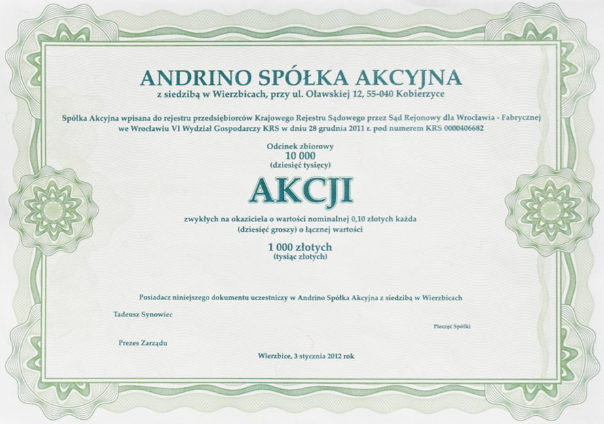 ANDRINO SPÓŁKA AKCYJNA
z siedzibą w Wierzbicach, przy ul. Oławskiej 12, 55-040 Kobierzyce
Spółka Akcyjna wpisana do rejestru przedsiębiorców Krajowego Rejestru Sądowego przez Sąd Rejonowy dla Wrocławia - Fabrycznej
we Wrocławiu VI Wydział Gospodarczy KRS w dniu 28 grudnia 2011 r. pod numerem KRS 0000406682
Odcinek zbiorowy
10 000
(dziesięć tysięcy)
AKCJI
zwykłych na okaziciela o wartości nominalnej 0,10 złotych każda
(dziesięć groszy) o łącznej wartości
1 000 złotych
(tysiąc złotych)
Posiadacz niniejszego dokumentu uczestniczy w Andrino Spółka Akcyjna z siedzibą w Wierzbicach
Tadeusz Synowiec
Pieczęć Spółki
Prezes Zarządu
Wierzbice, 3 stycznia 2012 rok